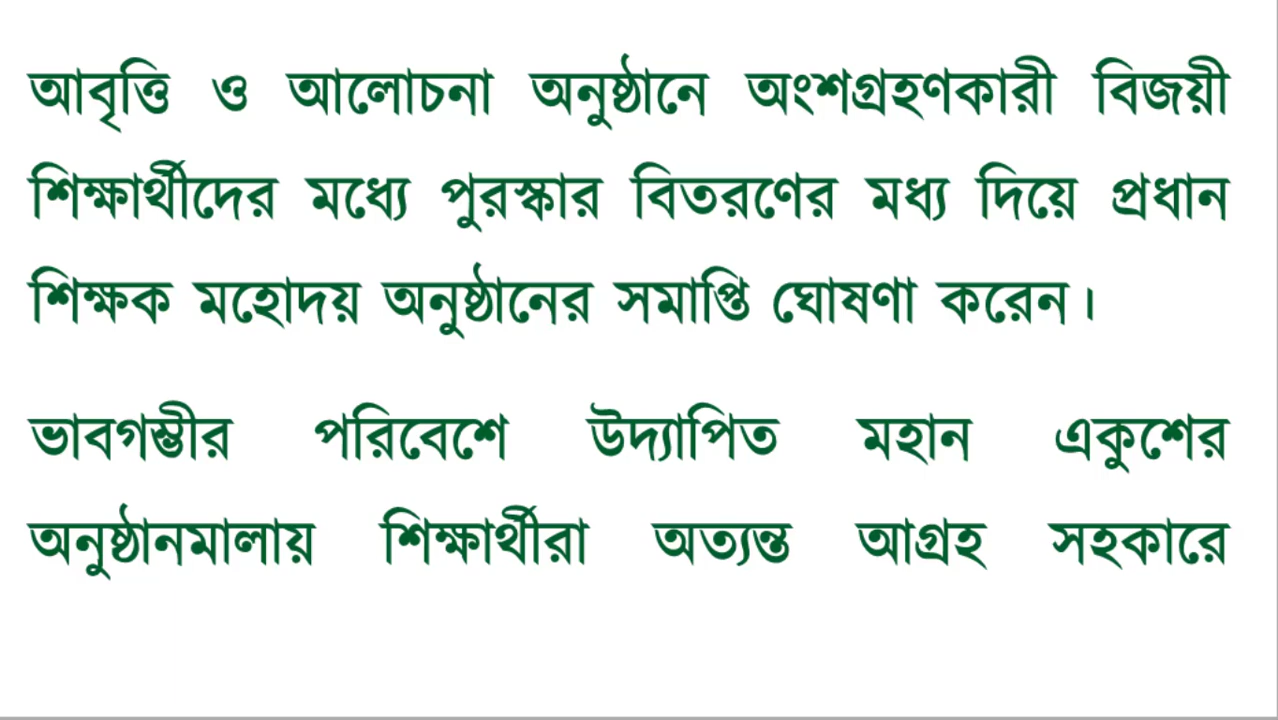 আবৃত্তি ও আলোচনা অনুষ্ঠানে অংশগ্রহণকারী বিজয়ী
শিক্ষার্থীদের মধ্যে পুরস্কার বিতরণের মধ্য দিয়ে প্রধান
শিক্ষক মহোদয় অনুষ্ঠানের সমাপ্তি ঘোষণা করেন।
ভাবগম্ভীর পরিবেশে উদ্যাপিত মহান একুশের
অনুষ্ঠানমালায় শিক্ষার্থীরা অত্যন্ত আগ্রহ সহকারে